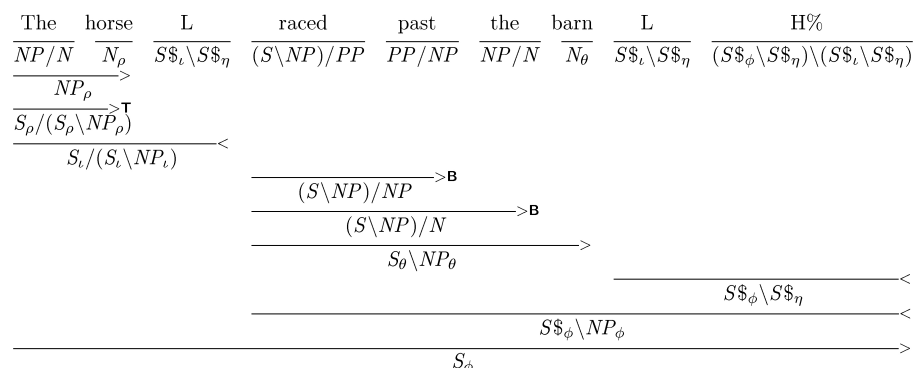 The horse L raced past the barn L H%
NP/N N_ρ S$_ι\S$_η (S\NP)/PP PP/NP NP/N N_θ S$_ι\S$_η (S$_φ\S$_η)\(S$_ι\S$_η)
>
NP_ρ
>T
S_ρ/(S_ρ\NP_ρ)
<
S_ι/(S_ι\NP_ι)
>B
(S\NP)/NP
>B
(S\NP)/N
>
S_θ\NP_θ
<
S$_φ\S$_η
<
S$_φ\NP_φ
>
S_φ